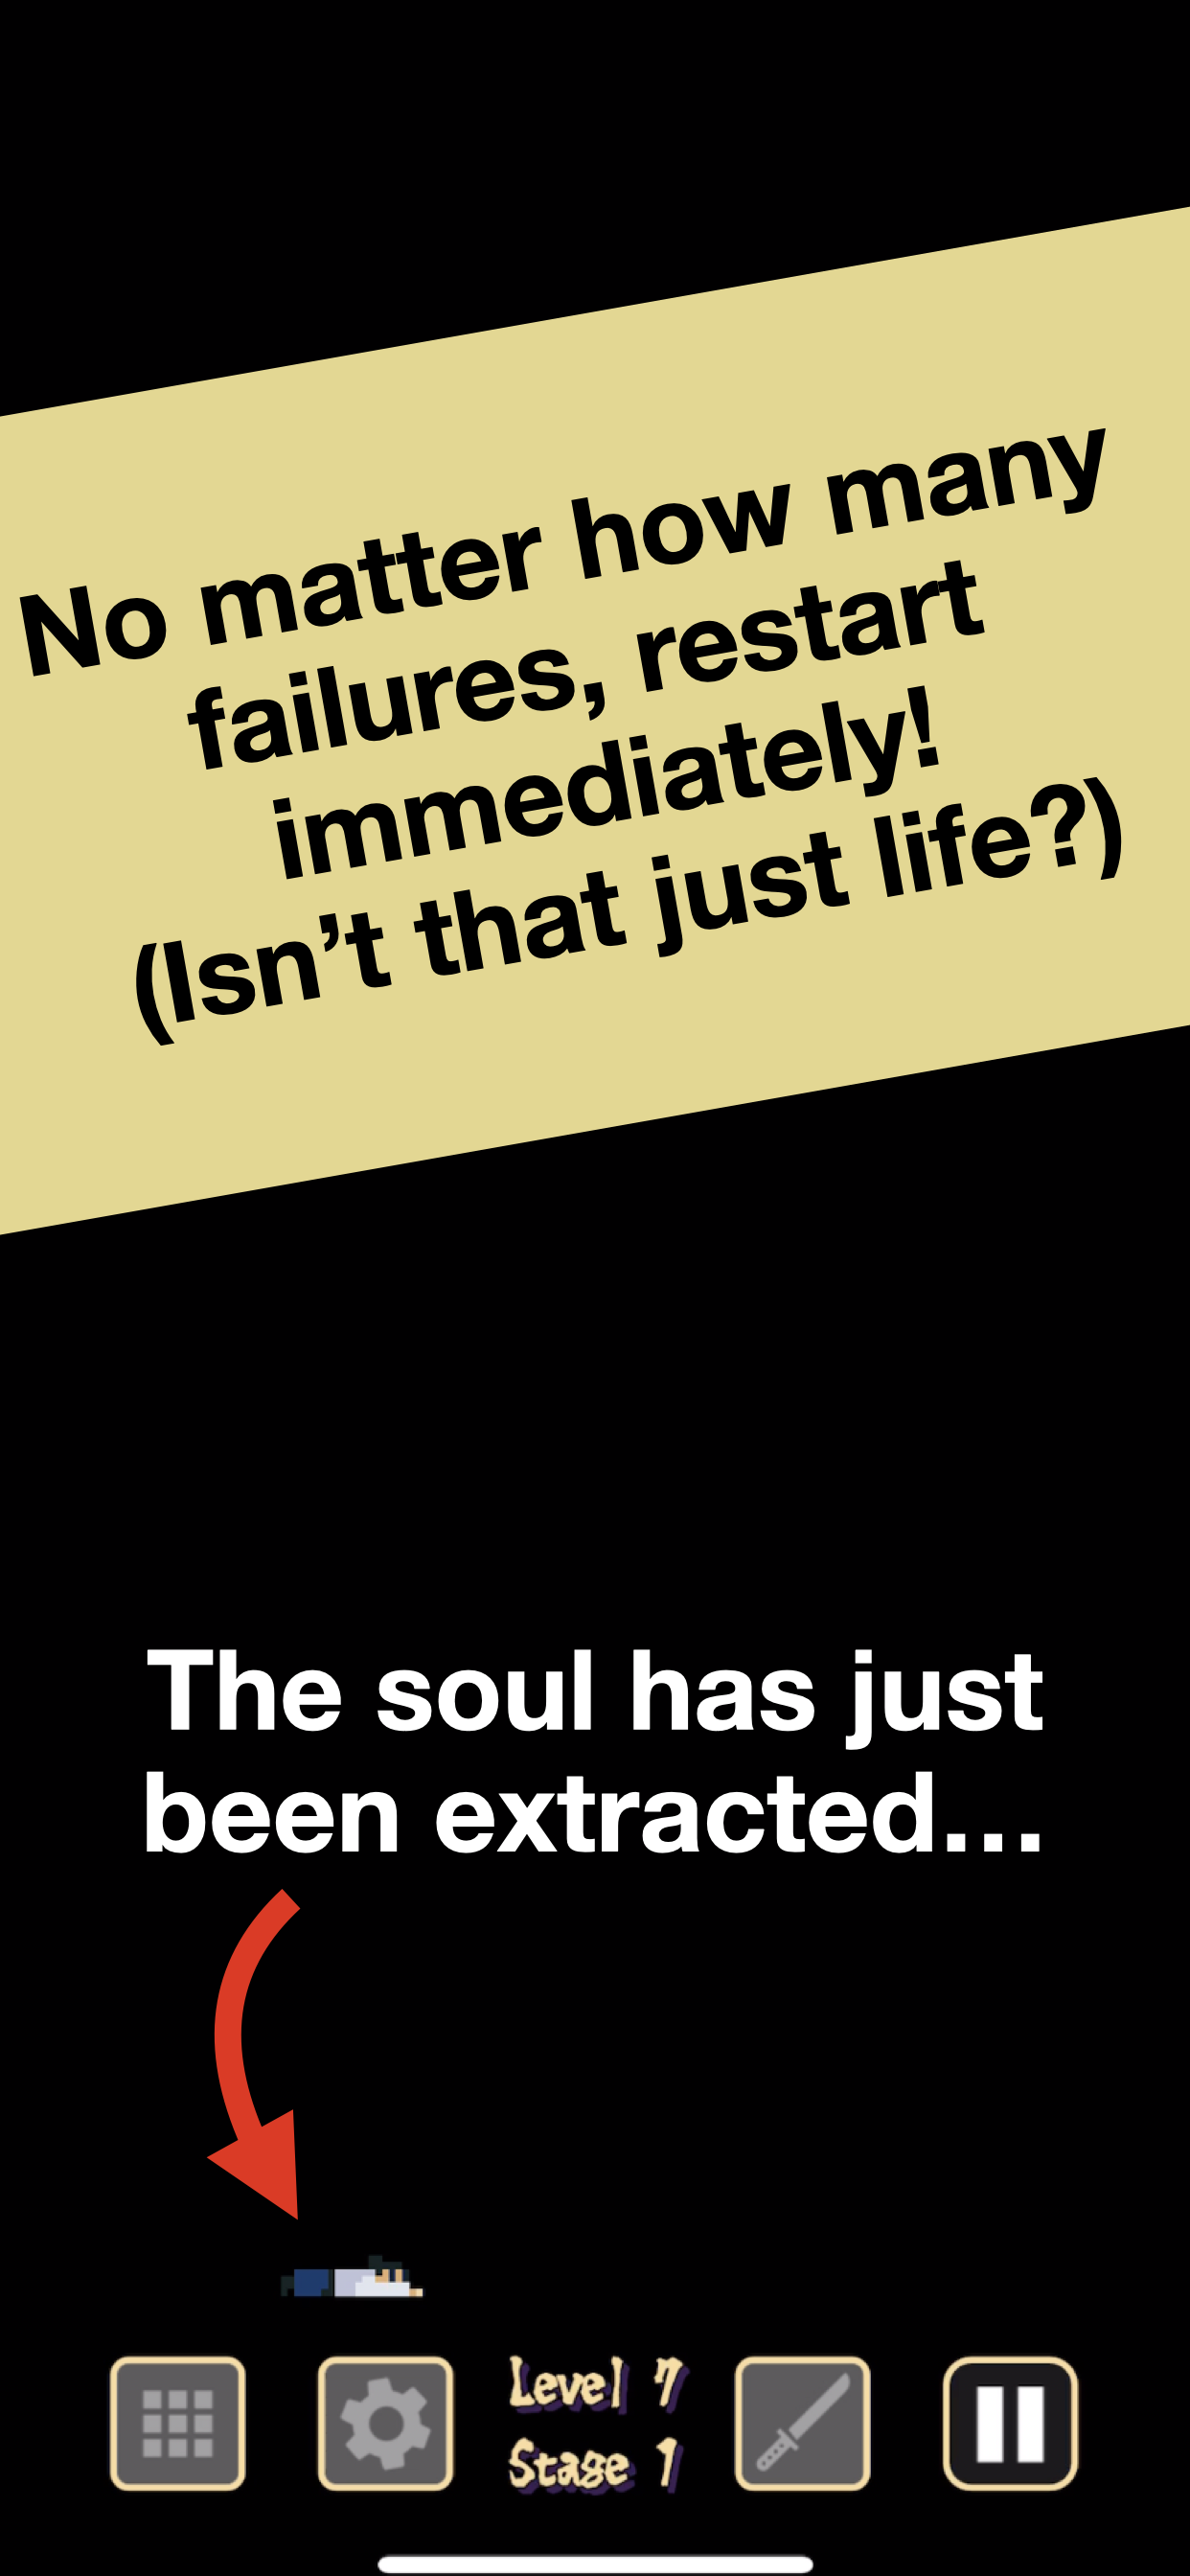 No matter how many
failures, restart
immediately!
(Isn’t that just life?)
The soul has just
been extracted...
Level 7
Stage 1